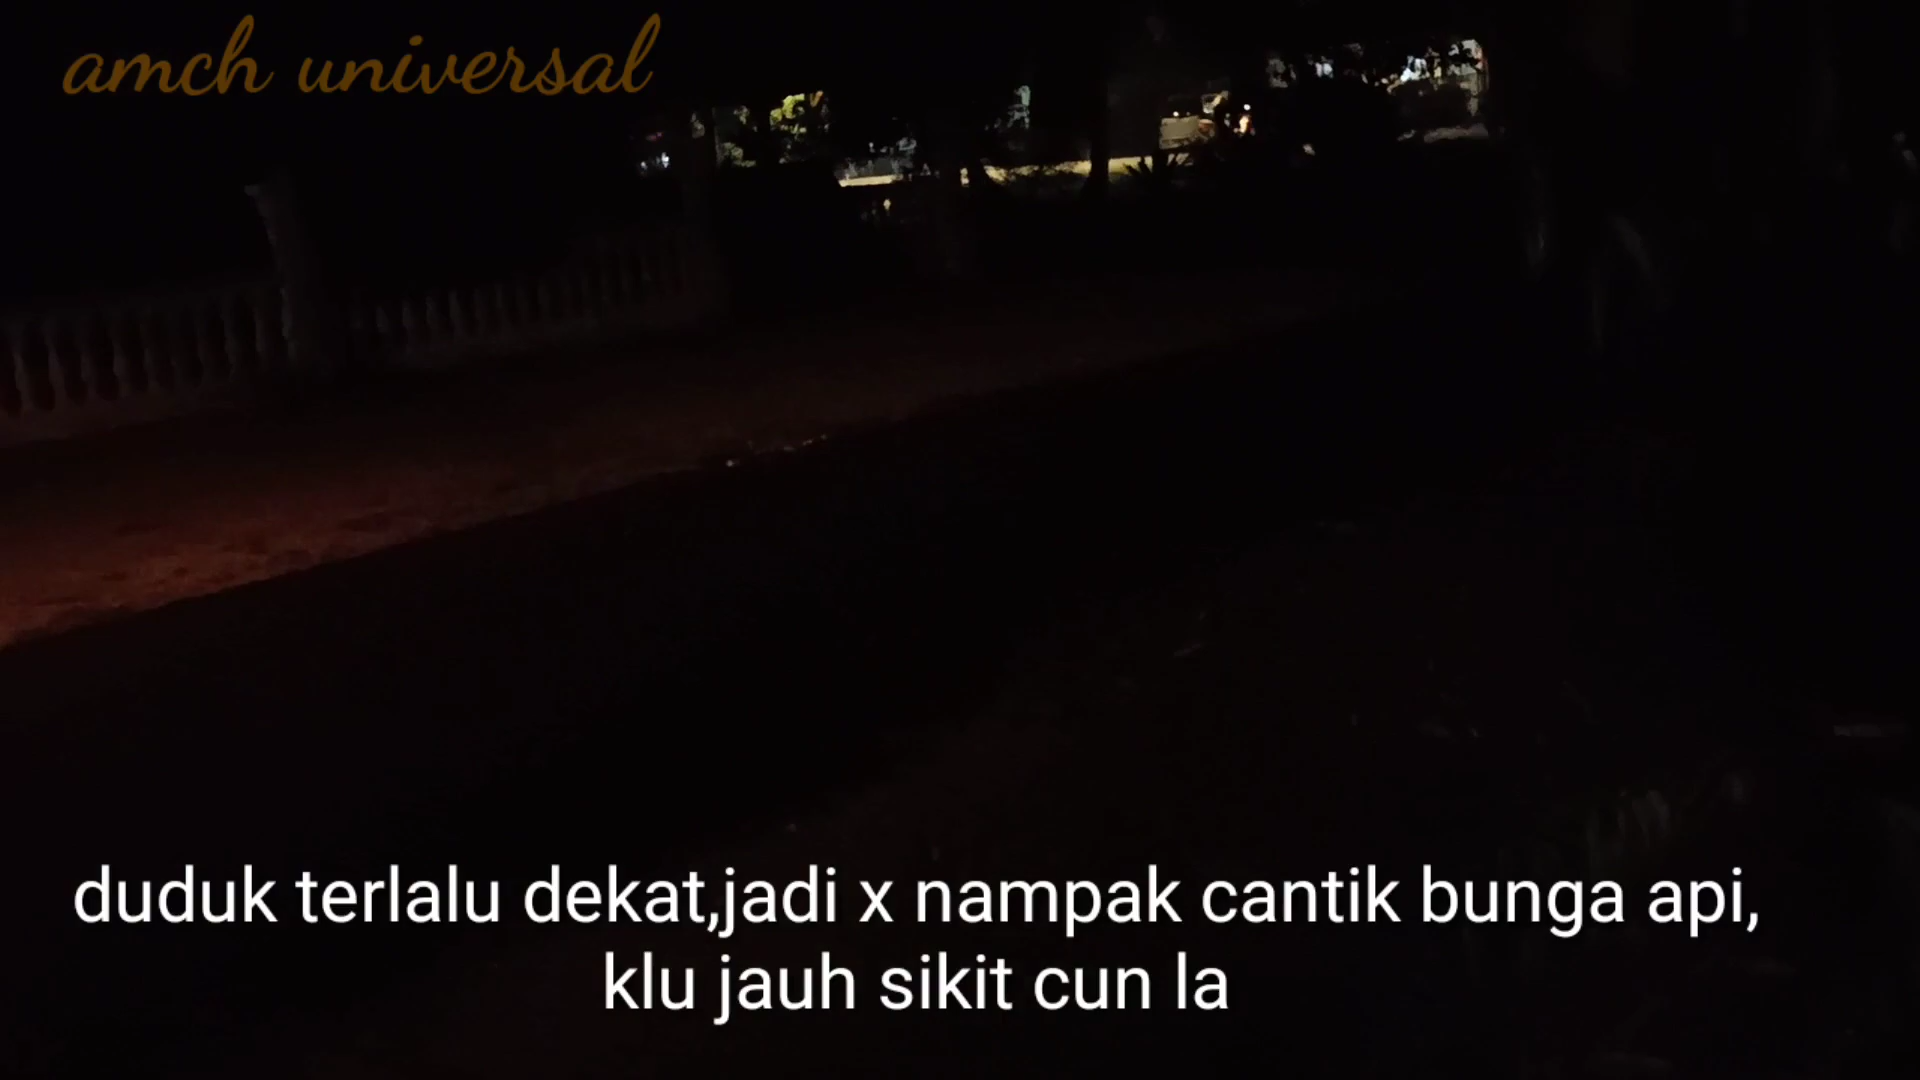 amch universal
duduk terlalu dekat,jadi x nampak cantik bunga api,
klu jauh sikit cun la